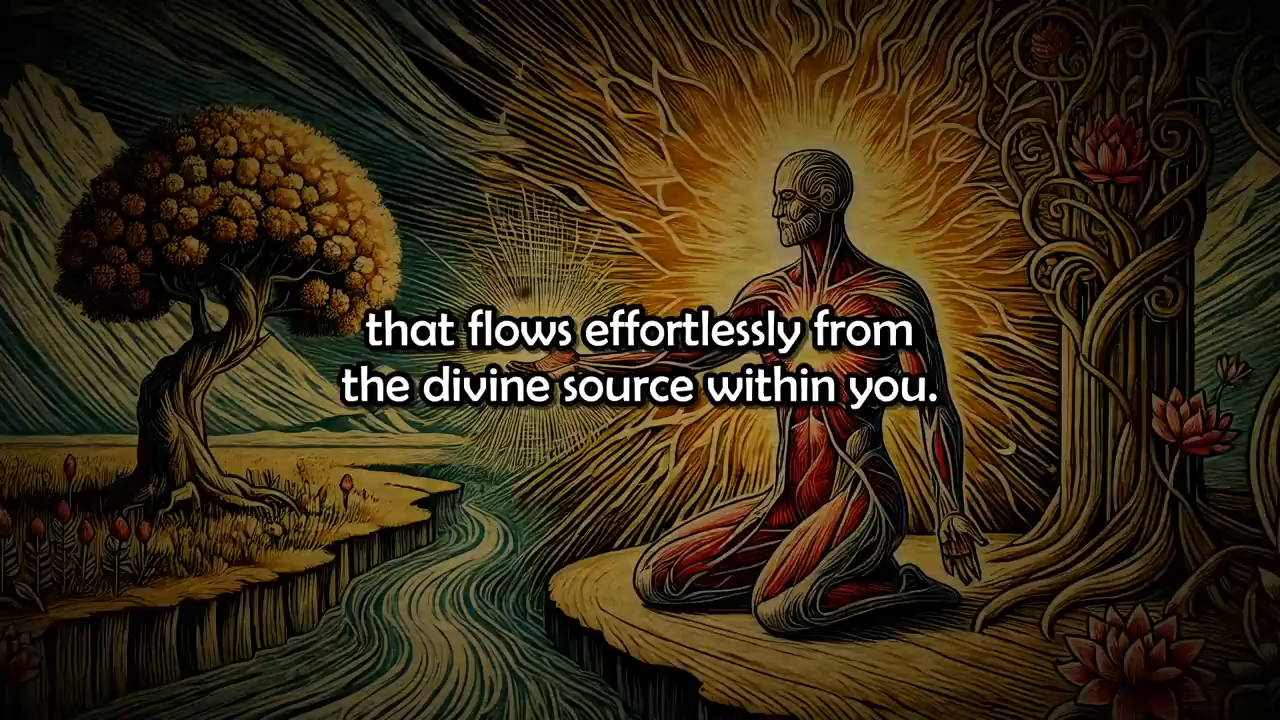 that flows effortlessly from
the divine source within you.